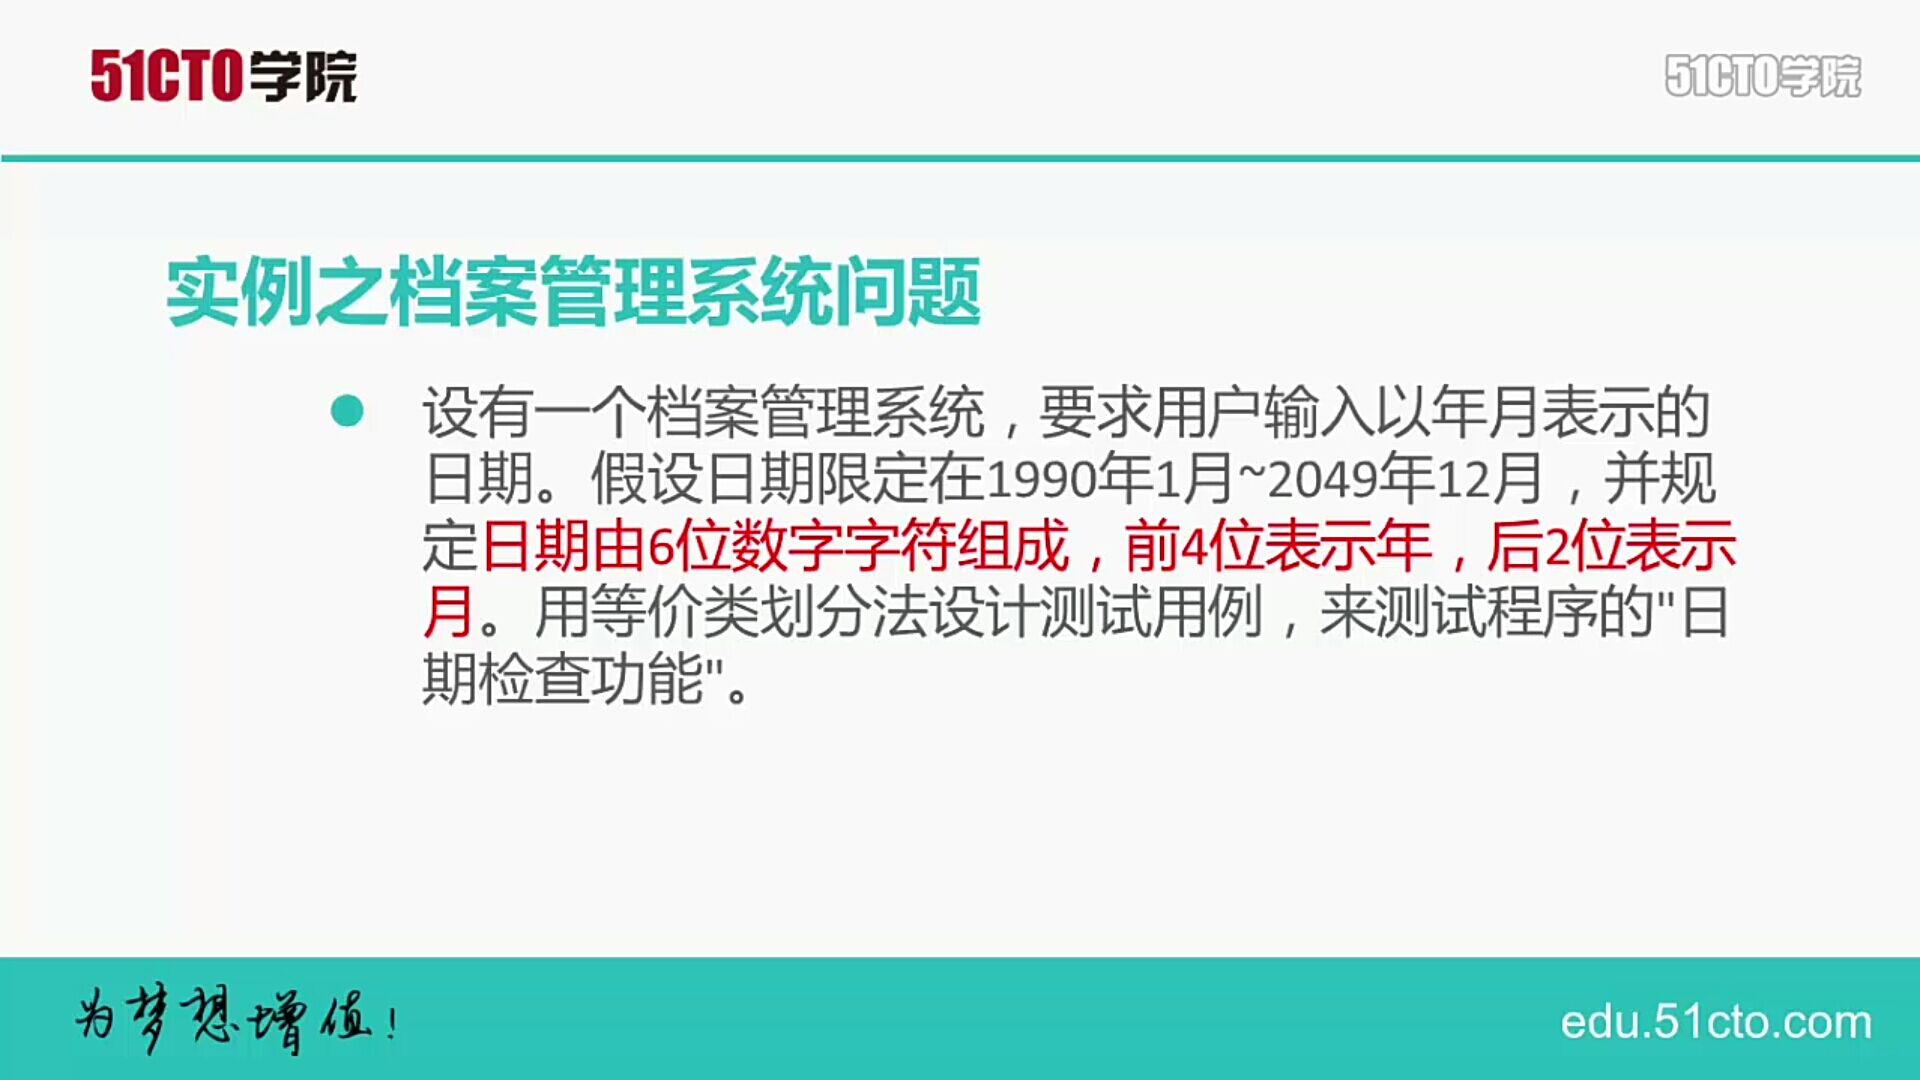 51CTO学院
51CTO学院
实例之档案管理系统问题
设有一个档案管理系统，要求用户输入以年月表示的
日期。假设日期限定在1990年1月~2049年12月，并规
定日期由6位数字字符组成，前4位表示年，后2位表示
月。用等价类划分法设计测试用例，来测试程序的"日
期检查功能"。
为梦想增值!
edu.51cto.com